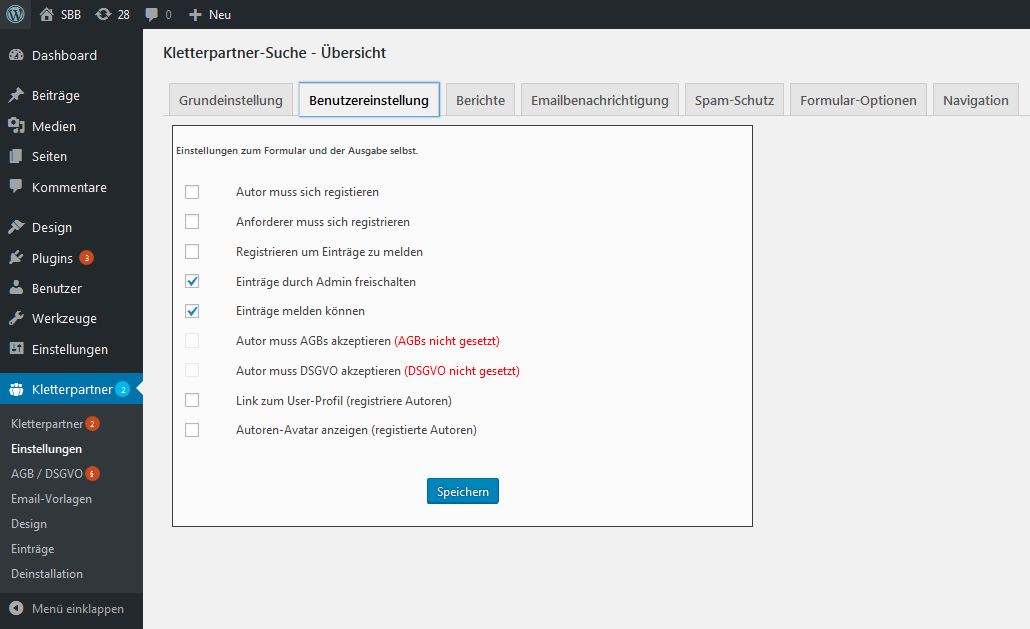 SBB 28 0 Neu
Dashboard
Beiträge
Medien
Seiten
Kommentare
Design
Plugins 3
Benutzer
Werkzeuge
Einstellungen
Kletterpartner 2
Kletterpartner 2
Einstellungen
AGB / DSGVO §
Email-Vorlagen
Design
Einträge
Deinstallation
Menü einklappen
Kletterpartner-Suche - Übersicht
Grundeinstellung Benutzereinstellung Berichte Emailbenachrichtigung Spam-Schutz Formular-Optionen Navigation
Einstellungen zum Formular und der Ausgabe selbst.
Autor muss sich registieren
Anforderer muss sich registrieren
Registrieren um Einträge zu melden
Einträge durch Admin freischalten
Einträge melden können
Autor muss AGBs akzeptieren (AGBs nicht gesetzt)
Autor muss DSGVO akzeptieren (DSGVO nicht gesetzt)
Link zum User-Profil (registriere Autoren)
Autoren-Avatar anzeigen (registierte Autoren)
Speichern